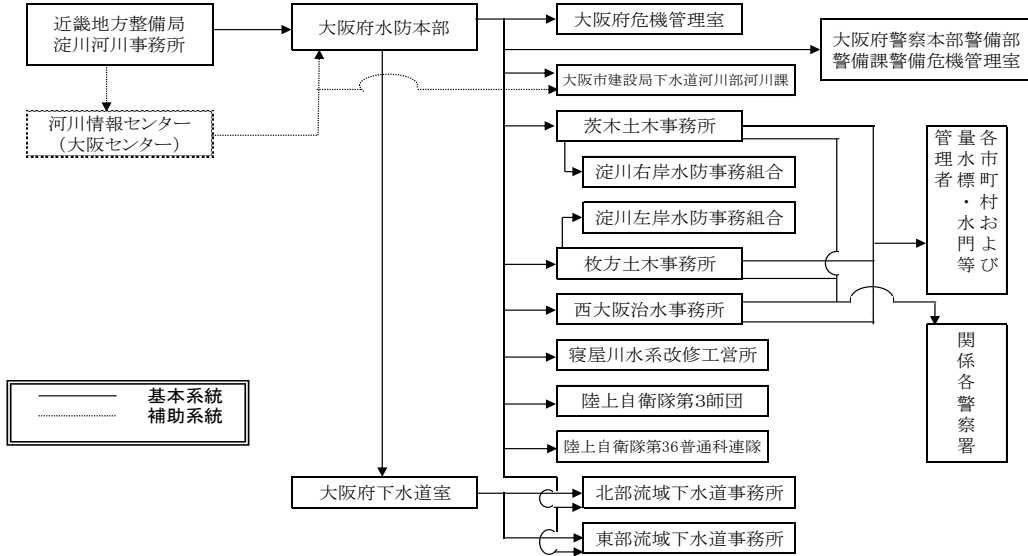 近畿地方整備局
淀川河川事務所
大阪府水防本部
大阪府危機管理室
大阪府警察本部警備部
警備課警備危機管理室
大阪市建設局下水道河川部河川課
河川情報センター
（大阪センター）
茨木土木事務所
淀川右岸水防事務組合
各市町村および
量水標・水門等
管理者
淀川左岸水防事務組合
枚方土木事務所
西大阪治水事務所
寝屋川水系改修工営所
関係各警察署
基本系統
補助系統
陸上自衛隊第3師団
陸上自衛隊第36普通科連隊
大阪府下水道室
北部流域下水道事務所
東部流域下水道事務所